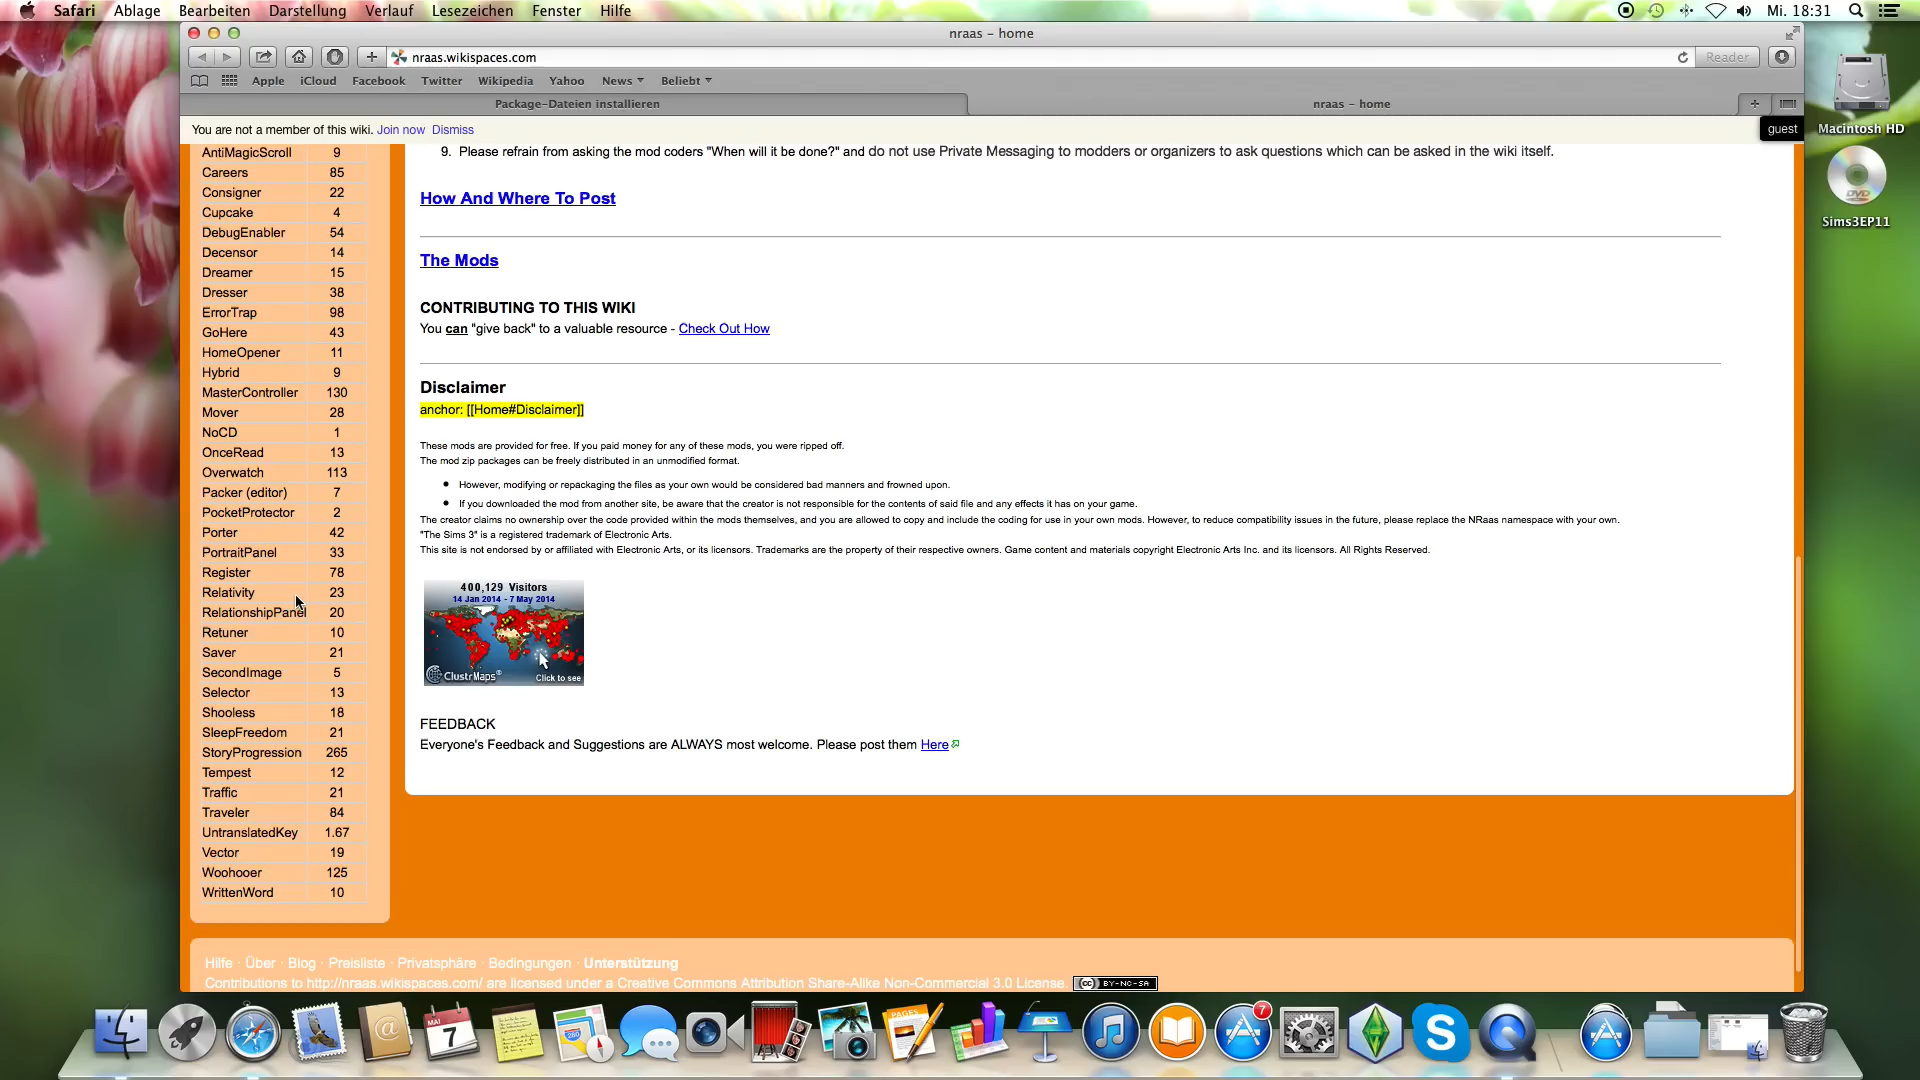 Safari Ablage Bearbeiten Darstellung Verlauf Lesezeichen Fenster Hilfe Mi. 18:31
nraas – home
nraas.wikispaces.com Reader
Apple iCloud Facebook Twitter Wikipedia Yahoo News Beliebt
Package-Dateien installieren nraas – home
You are not a member of this wiki. Join now Dismiss guest
AntiMagicScroll 9
Careers 85
Consigner 22
Cupcake 4
DebugEnabler 54
Decensor 14
Dreamer 15
Dresser 38
ErrorTrap 98
GoHere 43
HomeOpener 11
Hybrid 9
MasterController 130
Mover 28
NoCD 1
OnceRead 13
Overwatch 113
Packer (editor) 7
PocketProtector 2
Porter 42
PortraitPanel 33
Register 78
Relativity 23
RelationshipPanel 20
Retuner 10
Saver 21
SecondImage 5
Selector 13
Shooless 18
SleepFreedom 21
StoryProgression 265
Tempest 12
Traffic 21
Traveler 84
UntranslatedKey 1.67
Vector 19
Woohooer 125
WrittenWord 10
9. Please refrain from asking the mod coders "When will it be done?" and do not use Private Messaging to modders or organizers to ask questions which can be asked in the wiki itself.
How And Where To Post
The Mods
CONTRIBUTING TO THIS WIKI
You can "give back" to a valuable resource - Check Out How
Disclaimer
anchor: [[Home#Disclaimer]]
These mods are provided for free. If you paid money for any of these mods, you were ripped off.
The mod zip packages can be freely distributed in an unmodified format.
However, modifying or repackaging the files as your own would be considered bad manners and frowned upon.
If you downloaded the mod from another site, be aware that the creator is not responsible for the contents of said file and any effects it has on your game.
The creator claims no ownership over the code provided within the mods themselves, and you are allowed to copy and include the coding for use in your own mods. However, to reduce compatibility issues in the future, please replace the NRaas namespace with your own.
"The Sims 3" is a registered trademark of Electronic Arts.
This site is not endorsed by or affiliated with Electronic Arts, or its licensors. Trademarks are the property of their respective owners. Game content and materials copyright Electronic Arts Inc. and its licensors. All Rights Reserved.
400,129 Visitors
14 Jan 2014 - 7 May 2014
ClustrMaps® Click to see
FEEDBACK
Everyone's Feedback and Suggestions are ALWAYS most welcome. Please post them Here
Hilfe · Über · Blog · Preisliste · Privatsphäre · Bedingungen · Unterstützung
Contributions to http://nraas.wikispaces.com/ are licensed under a Creative Commons Attribution Share-Alike Non-Commercial 3.0 License. cc BY-NC-SA
Macintosh HD
DVD
Sims3EP11
MAI
7
PAGES
7